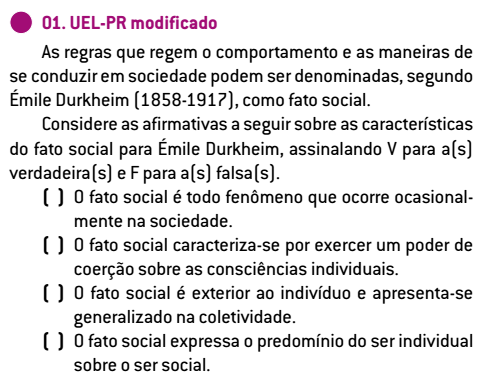 01. UEL-PR modificado
As regras que regem o comportamento e as maneiras de
se conduzir em sociedade podem ser denominadas, segundo
Émile Durkheim (1858-1917), como fato social.
Considere as afirmativas a seguir sobre as características
do fato social para Émile Durkheim, assinalando V para a(s)
verdadeira(s) e F para a(s) falsa(s).
( ) O fato social é todo fenômeno que ocorre ocasional-
mente na sociedade.
( ) O fato social caracteriza-se por exercer um poder de
coerção sobre as consciências individuais.
( ) O fato social é exterior ao indivíduo e apresenta-se
generalizado na coletividade.
( ) O fato social expressa o predomínio do ser individual
sobre o ser social.